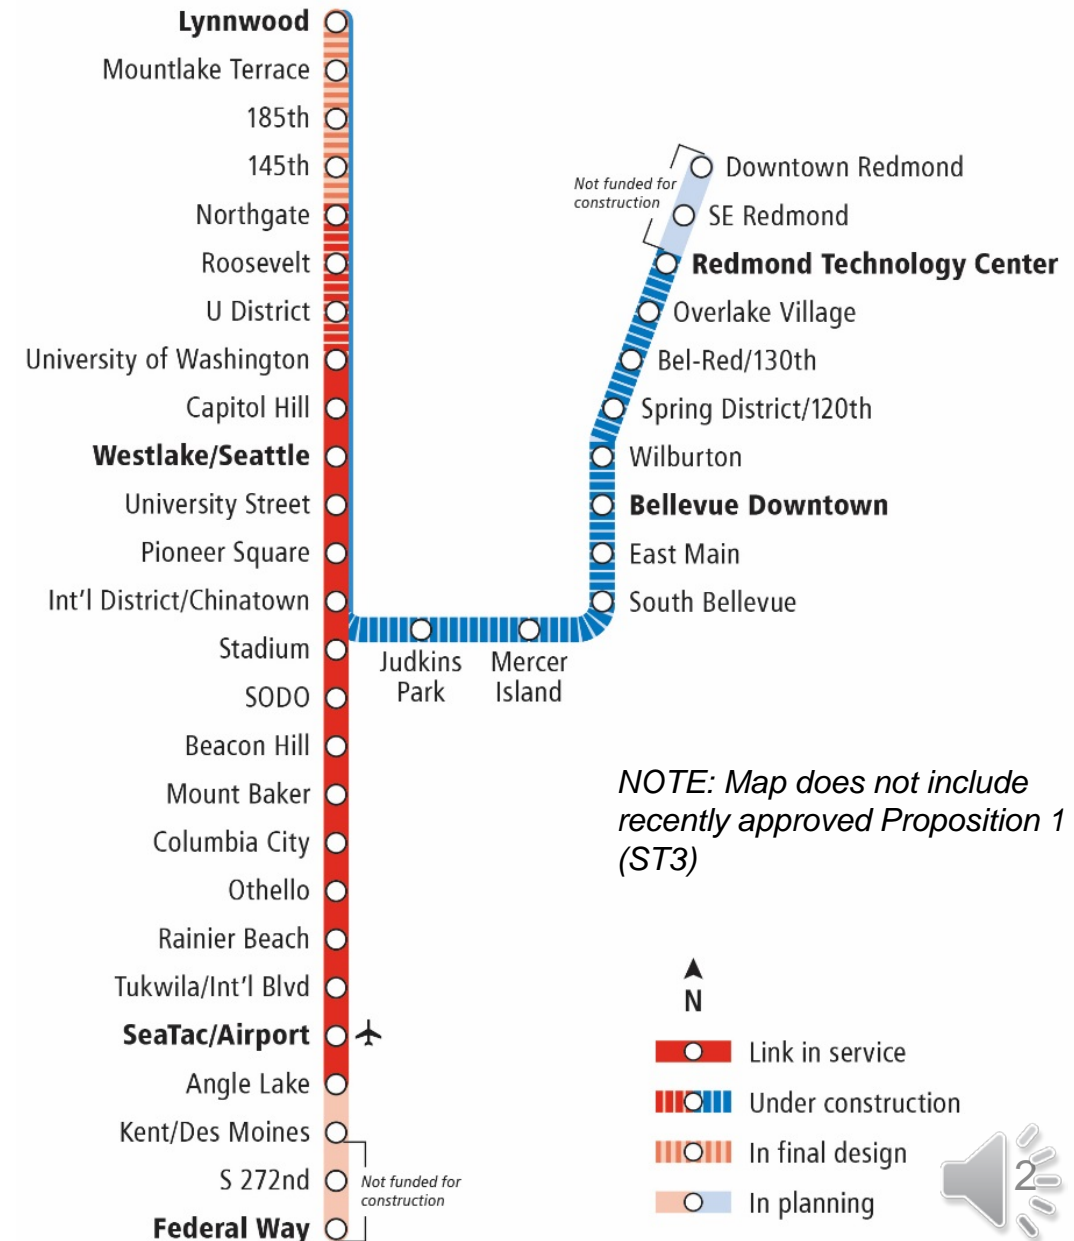 Lynnwood
Mountlake Terrace
185th
145th
Northgate
Roosevelt
U District
University of Washington
Capitol Hill
Westlake/Seattle
University Street
Pioneer Square
Int'l District/Chinatown
Stadium
SODO
Beacon Hill
Mount Baker
Columbia City
Othello
Rainier Beach
Tukwila/Int'l Blvd
SeaTac/Airport
Angle Lake
Kent/Des Moines
S 272nd
Federal Way
Not funded for
construction
Judkins
Park
Mercer
Island
Not funded for
construction
Downtown Redmond
SE Redmond
Redmond Technology Center
Overlake Village
Bel-Red/130th
Spring District/120th
Wilburton
Bellevue Downtown
East Main
South Bellevue
NOTE: Map does not include
recently approved Proposition 1
(ST3)
N
Link in service
Under construction
In final design
In planning
2